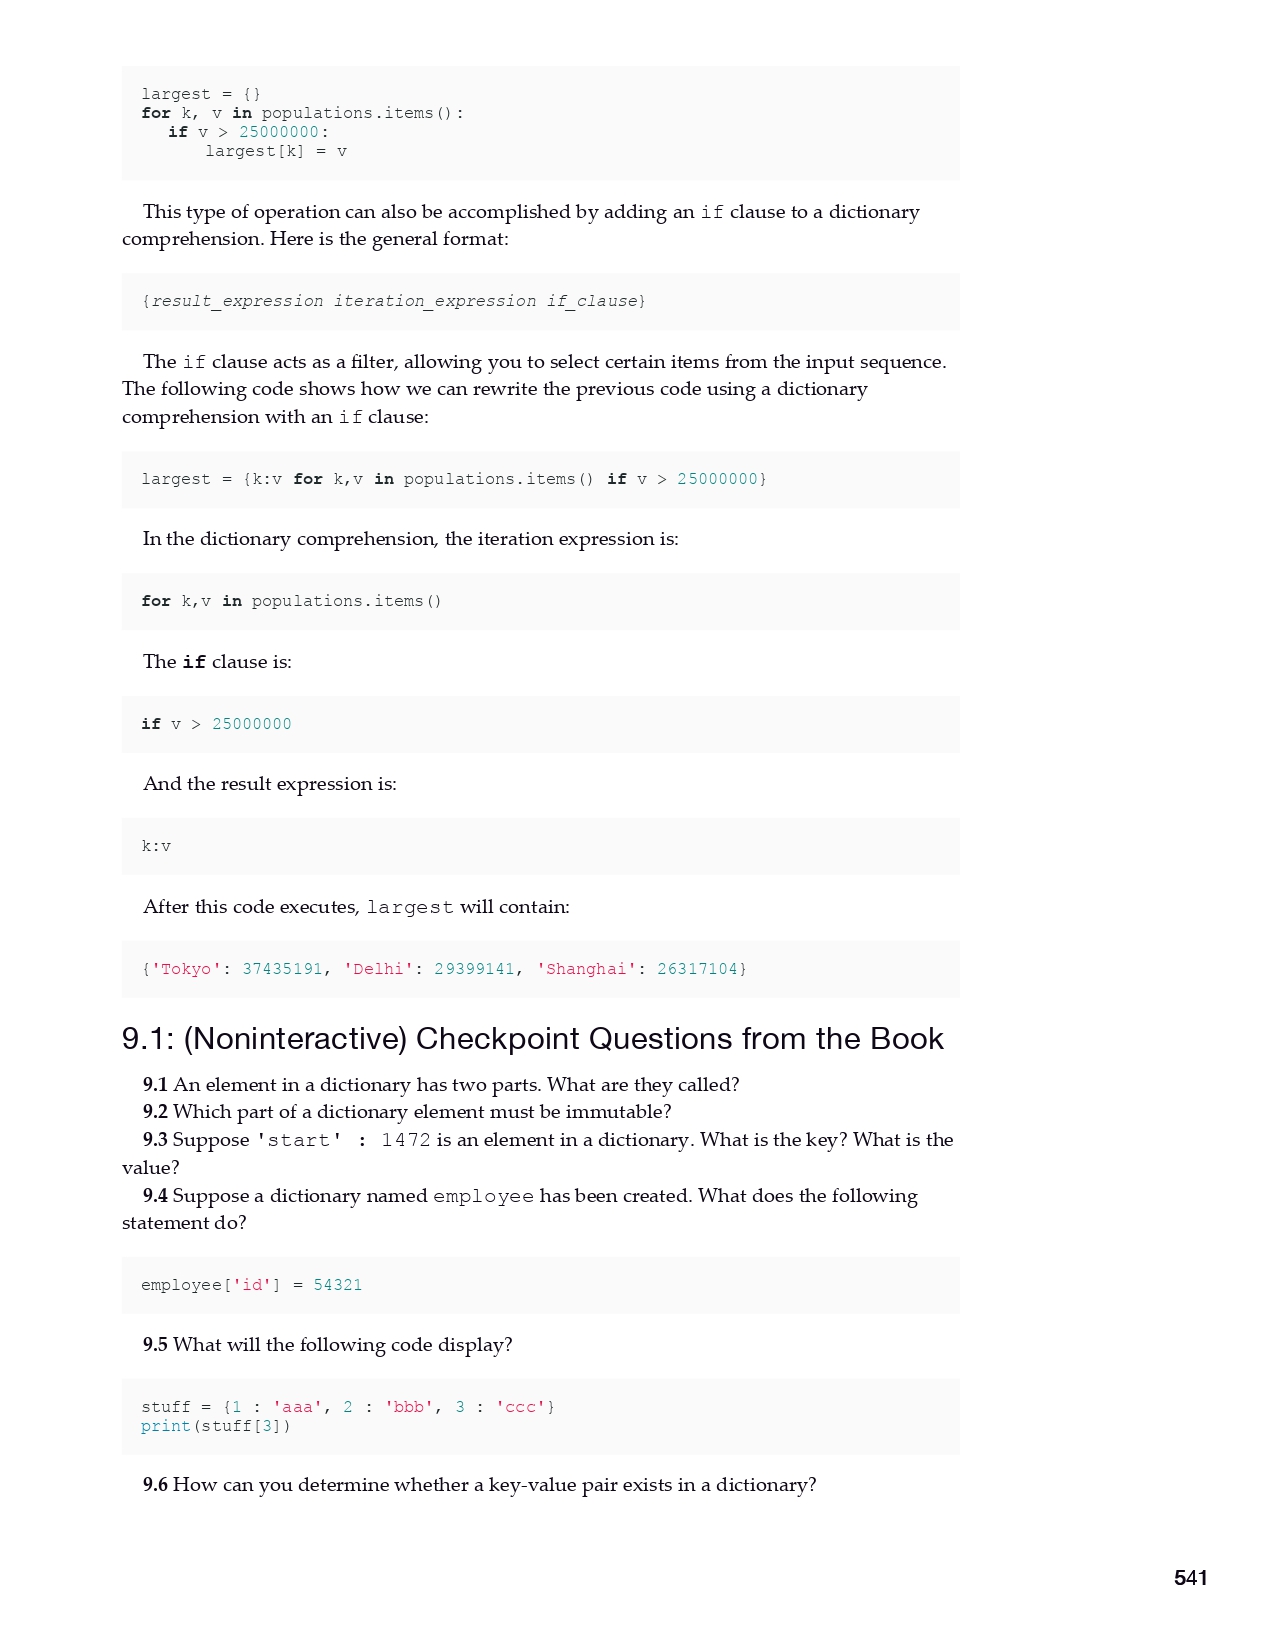 largest = {}
for k, v in populations.items():
if v > 25000000:
largest[k] = v
This type of operation can also be accomplished by adding an if clause to a dictionary
comprehension. Here is the general format:
{result_expression iteration_expression if_clause}
The if clause acts as a filter, allowing you to select certain items from the input sequence.
The following code shows how we can rewrite the previous code using a dictionary
comprehension with an if clause:
largest = {k:v for k,v in populations.items() if v > 25000000}
In the dictionary comprehension, the iteration expression is:
for k,v in populations.items()
The if clause is:
if v > 25000000
And the result expression is:
k:v
After this code executes, largest will contain:
{'Tokyo': 37435191, 'Delhi': 29399141, 'Shanghai': 26317104}
9.1: (Noninteractive) Checkpoint Questions from the Book
9.1 An element in a dictionary has two parts. What are they called?
9.2 Which part of a dictionary element must be immutable?
9.3 Suppose 'start' : 1472 is an element in a dictionary. What is the key? What is the
value?
9.4 Suppose a dictionary named employee has been created. What does the following
statement do?
employee['id'] = 54321
9.5 What will the following code display?
stuff = {1 : 'aaa', 2 : 'bbb', 3 : 'ccc'}
print(stuff[3])
9.6 How can you determine whether a key-value pair exists in a dictionary?
541